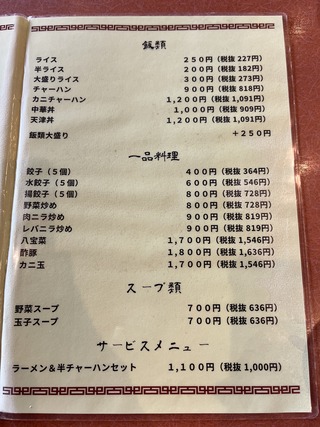 飯類
ライス 250円(税抜 227円)
半ライス 200円(税抜 182円)
大盛りライス 300円(税抜 273円)
チャーハン 900円(税抜 818円)
カニチャーハン 1,200円(税抜 1,091円)
中華丼 1,000円(税抜 909円)
天津丼 1,200円(税抜 1,091円)
飯類大盛り +250円
一品料理
餃子(5個) 400円(税抜 364円)
水餃子(5個) 600円(税抜 546円)
揚餃子(5個) 800円(税抜 728円)
野菜炒め 800円(税抜 728円)
肉ニラ炒め 900円(税抜 819円)
レバニラ炒め 900円(税抜 819円)
八宝菜 1,700円(税抜 1,546円)
酢豚 1,800円(税抜 1,636円)
カニ玉 1,700円(税抜 1,546円)
スープ類
野菜スープ 700円(税抜 636円)
玉子スープ 700円(税抜 636円)
サービスメニュー
ラーメン&半チャーハンセット 1,100円(税抜 1,000円)